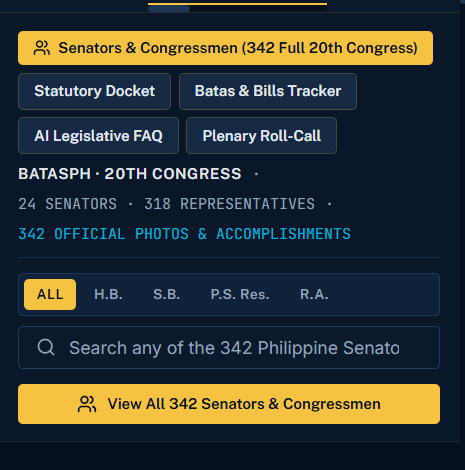 Senators & Congressmen (342 Full 20th Congress)
Statutory Docket
Batas & Bills Tracker
AI Legislative FAQ
Plenary Roll-Call
BATASPH · 20TH CONGRESS ·
24 SENATORS · 318 REPRESENTATIVES ·
342 OFFICIAL PHOTOS & ACCOMPLISHMENTS
ALL H.B. S.B. P.S. Res. R.A.
Search any of the 342 Philippine Senato
View All 342 Senators & Congressmen